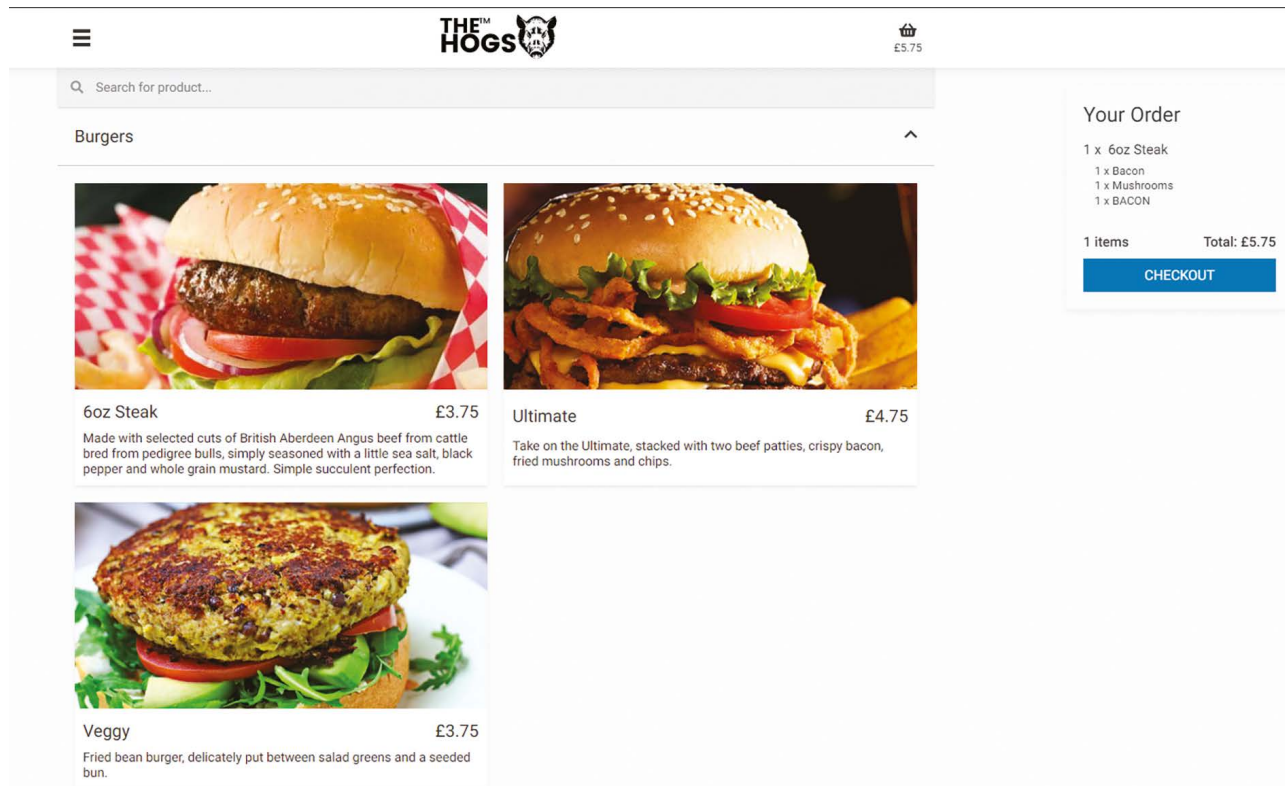 THE™
HOGS
£5.75
Search for product...
Burgers
6oz Steak £3.75
Made with selected cuts of British Aberdeen Angus beef from cattle
bred from pedigree bulls, simply seasoned with a little sea salt, black
pepper and whole grain mustard. Simple succulent perfection.
Ultimate £4.75
Take on the Ultimate, stacked with two beef patties, crispy bacon,
fried mushrooms and chips.
Veggy £3.75
Fried bean burger, delicately put between salad greens and a seeded
bun.
Your Order
1 x 6oz Steak
1 x Bacon
1 x Mushrooms
1 x BACON
1 items Total: £5.75
CHECKOUT